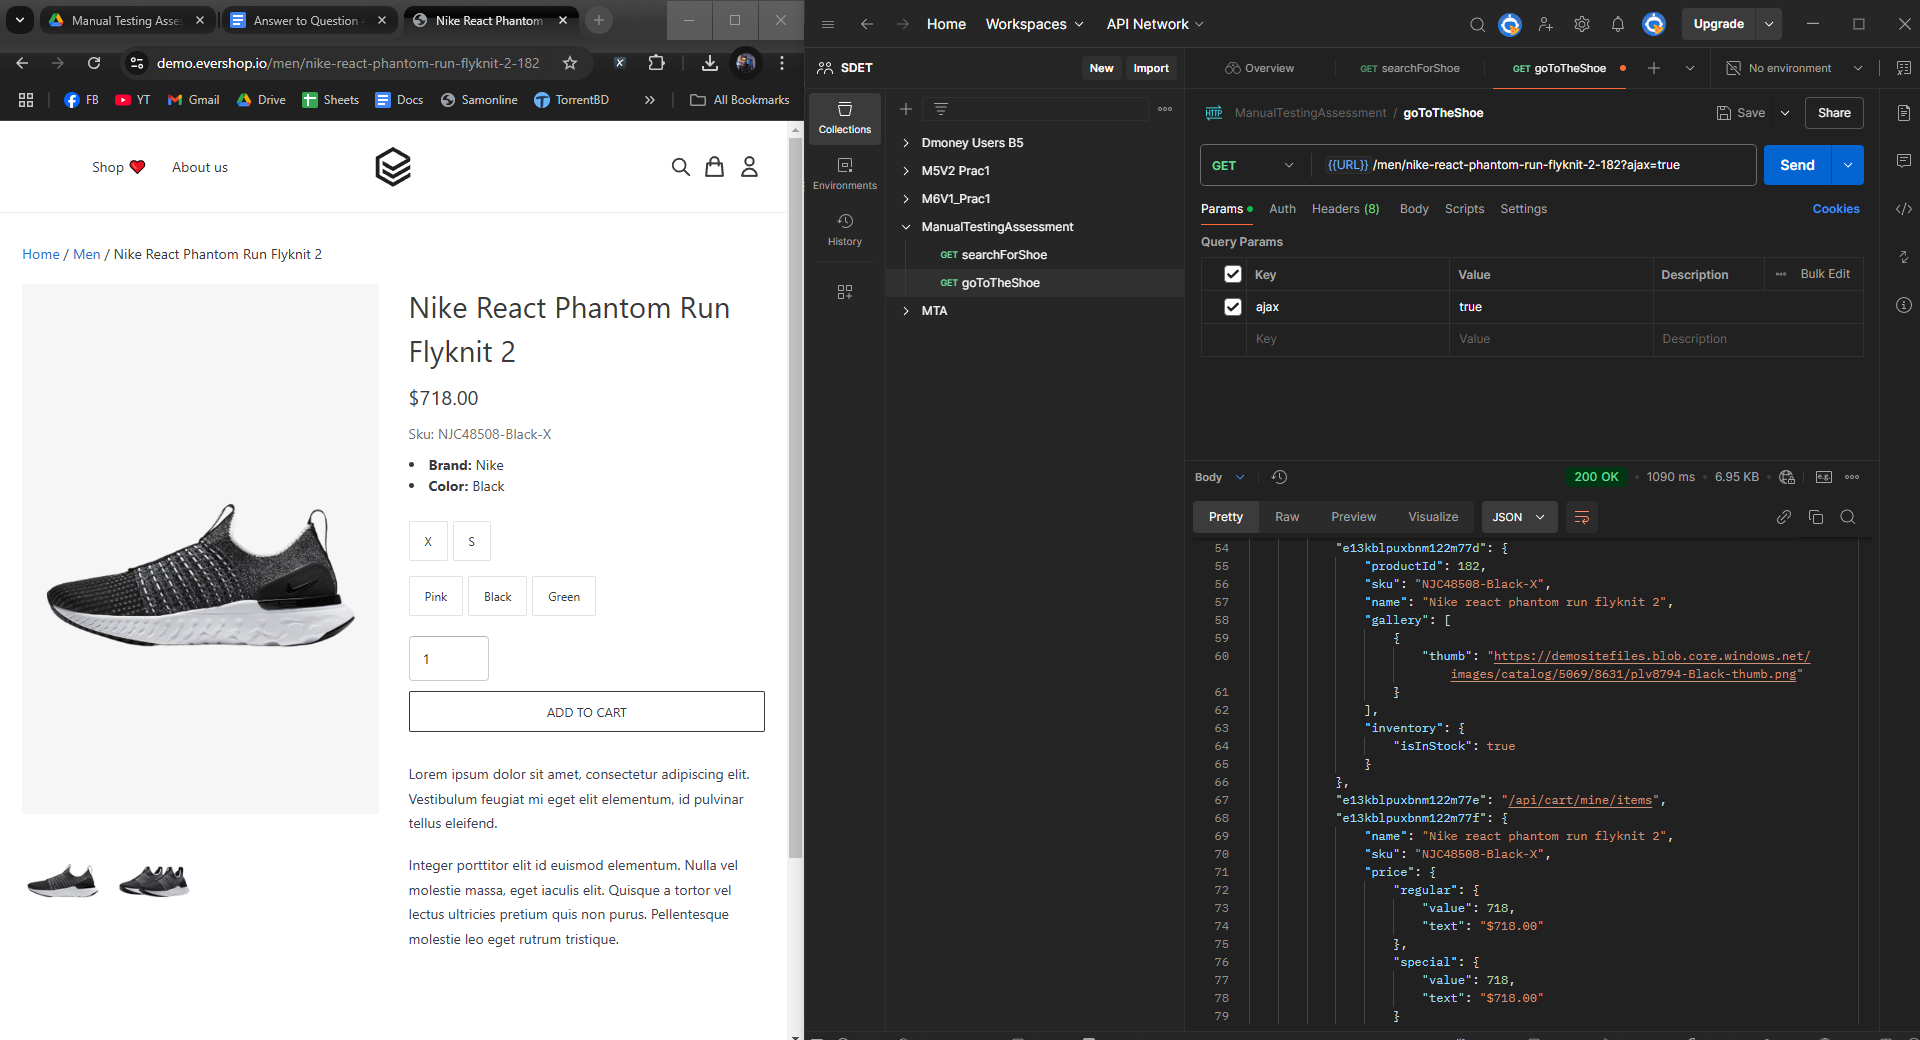 Manual Testing Asses
Answer to Question
Nike React Phantom
demo.evershop.io/men/nike-react-phantom-run-flyknit-2-182
FB
YT
Gmail
Drive
Sheets
Docs
Samonline
TorrentBD
All Bookmarks
Shop
About us
Home / Men / Nike React Phantom Run Flyknit 2
Nike React Phantom Run
Flyknit 2
$718.00
Sku: NJC48508-Black-X
Brand: Nike
Color: Black
X
S
Pink
Black
Green
1
ADD TO CART
Lorem ipsum dolor sit amet, consectetur adipiscing elit.
Vestibulum feugiat mi eget elit elementum, id pulvinar
tellus eleifend.
Integer porttitor elit id euismod elementum. Nulla vel
molestie massa, eget iaculis elit. Quisque a tortor vel
lectus ultricies pretium quis non purus. Pellentesque
molestie leo eget rutrum tristique.
Home
Workspaces
API Network
Upgrade
SDET
New
Import
Overview
GET searchForShoe
GET goToTheShoe
No environment
Collections
Environments
History
Dmoney Users B5
M5V2 Prac1
M6V1_Prac1
ManualTestingAssessment
GET searchForShoe
GET goToTheShoe
MTA
HTTP
ManualTestingAssessment / goToTheShoe
Save
Share
GET
{{URL}} /men/nike-react-phantom-run-flyknit-2-182?ajax=true
Send
Params
Auth
Headers (8)
Body
Scripts
Settings
Cookies
Query Params
Key
Value
Description
Bulk Edit
ajax
true
Key
Value
Description
Body
200 OK
1090 ms
6.95 KB
e.g.
Pretty
Raw
Preview
Visualize
JSON
54 "e13kblpuxbnm122m77d": {
55 "productId": 182,
56 "sku": "NJC48508-Black-X",
57 "name": "Nike react phantom run flyknit 2",
58 "gallery": [
59 {
60 "thumb": "https://demositefiles.blob.core.windows.net/
images/catalog/5069/8631/plv8794-Black-thumb.png"
61 }
62 ],
63 "inventory": {
64 "isInStock": true
65 }
66 },
67 "e13kblpuxbnm122m77e": "/api/cart/mine/items",
68 "e13kblpuxbnm122m77f": {
69 "name": "Nike react phantom run flyknit 2",
70 "sku": "NJC48508-Black-X",
71 "price": {
72 "regular": {
73 "value": 718,
74 "text": "$718.00"
75 },
76 "special": {
77 "value": 718,
78 "text": "$718.00"
79 }